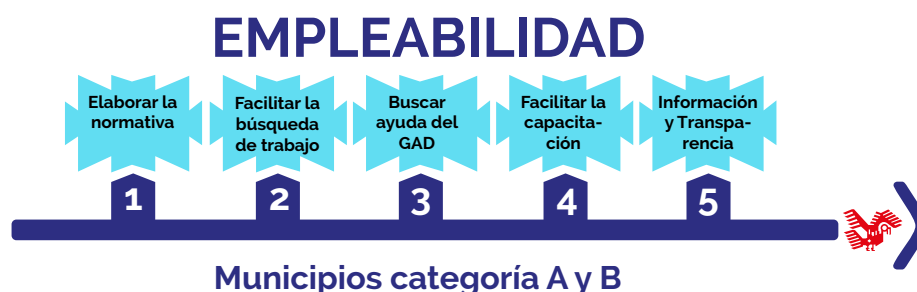 EMPLEABILIDAD
Elaborar la
normativa
Facilitar la
búsqueda
de trabajo
Buscar
ayuda del
GAD
Facilitar la
capacita-
ción
Información
y Transpa-
rencia
1
2
3
4
5
Municipios categoría A y B